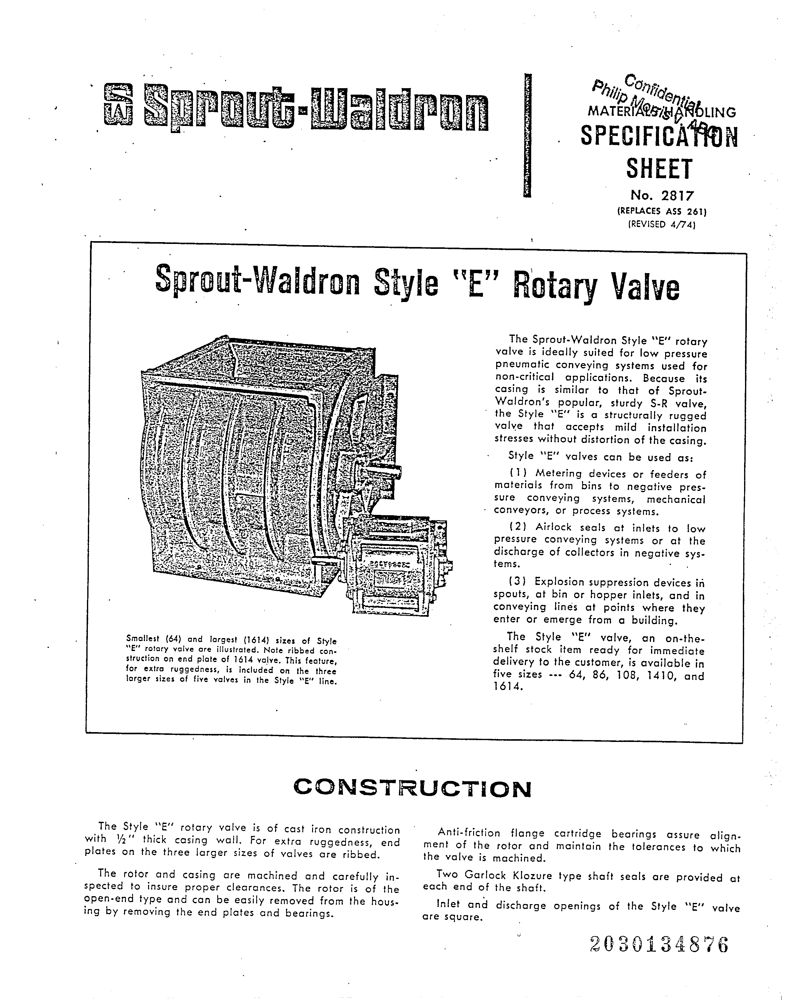 SW Sprout-Waldron
Confidential
Philip Morris v. ABC
MATERIALS HANDLING
SPECIFICATION
SHEET
No. 2817
(REPLACES ASS 261)
(REVISED 4/74)
Sprout-Waldron Style "E" Rotary Valve
The Sprout-Waldron Style "E" rotary
valve is ideally suited for low pressure
pneumatic conveying systems used for
non-critical applications. Because its
casing is similar to that of Sprout-
Waldron's popular, sturdy S-R valve,
the Style "E" is a structurally rugged
valve that accepts mild installation
stresses without distortion of the casing.
Style "E" valves can be used as:
(1) Metering devices or feeders of
materials from bins to negative pres-
sure conveying systems, mechanical
conveyors, or process systems.
(2) Airlock seals at inlets to low
pressure conveying systems or at the
discharge of collectors in negative sys-
tems.
(3) Explosion suppression devices in
spouts, at bin or hopper inlets, and in
conveying lines at points where they
enter or emerge from a building.
The Style "E" valve, an on-the-
shelf stock item ready for immediate
delivery to the customer, is available in
five sizes --- 64, 86, 108, 1410, and
1614.
Smallest (64) and largest (1614) sizes of Style
"E" rotary valve are illustrated. Note ribbed con-
struction on end plate of 1614 valve. This feature,
for extra ruggedness, is included on the three
larger sizes of five valves in the Style "E" line.
CONSTRUCTION
The Style "E" rotary valve is of cast iron construction
with ½" thick casing wall. For extra ruggedness, end
plates on the three larger sizes of valves are ribbed.
The rotor and casing are machined and carefully in-
spected to insure proper clearances. The rotor is of the
open-end type and can be easily removed from the hous-
ing by removing the end plates and bearings.
Anti-friction flange cartridge bearings assure align-
ment of the rotor and maintain the tolerances to which
the valve is machined.
Two Garlock Klozure type shaft seals are provided at
each end of the shaft.
Inlet and discharge openings of the Style "E" valve
are square.
2030134876